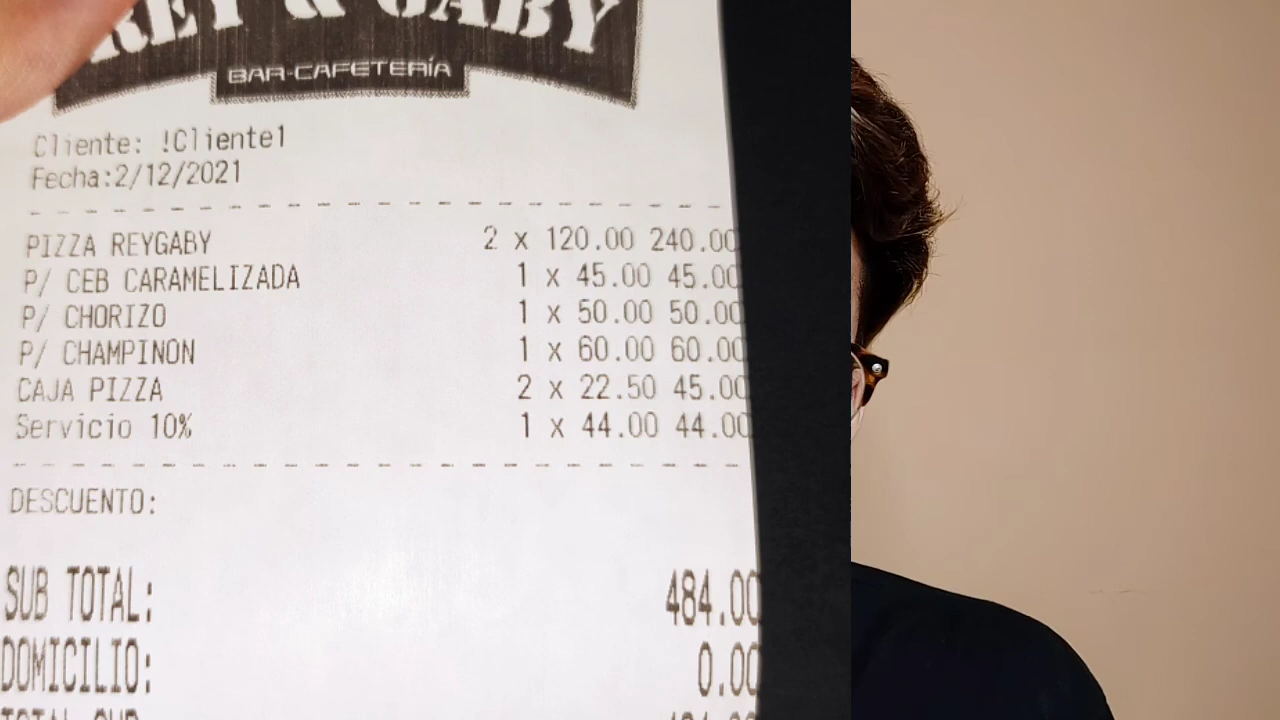 REY & GABY
BAR-CAFETERÍA
Cliente: !Cliente1
Fecha:2/12/2021
PIZZA REYGABY 2 x 120.00 240.00
P/ CEB CARAMELIZADA 1 x 45.00 45.00
P/ CHORIZO 1 x 50.00 50.00
P/ CHAMPINON 1 x 60.00 60.00
CAJA PIZZA 2 x 22.50 45.00
Servicio 10% 1 x 44.00 44.00
DESCUENTO:
SUB TOTAL: 484.00
DOMICILIO: 0.00